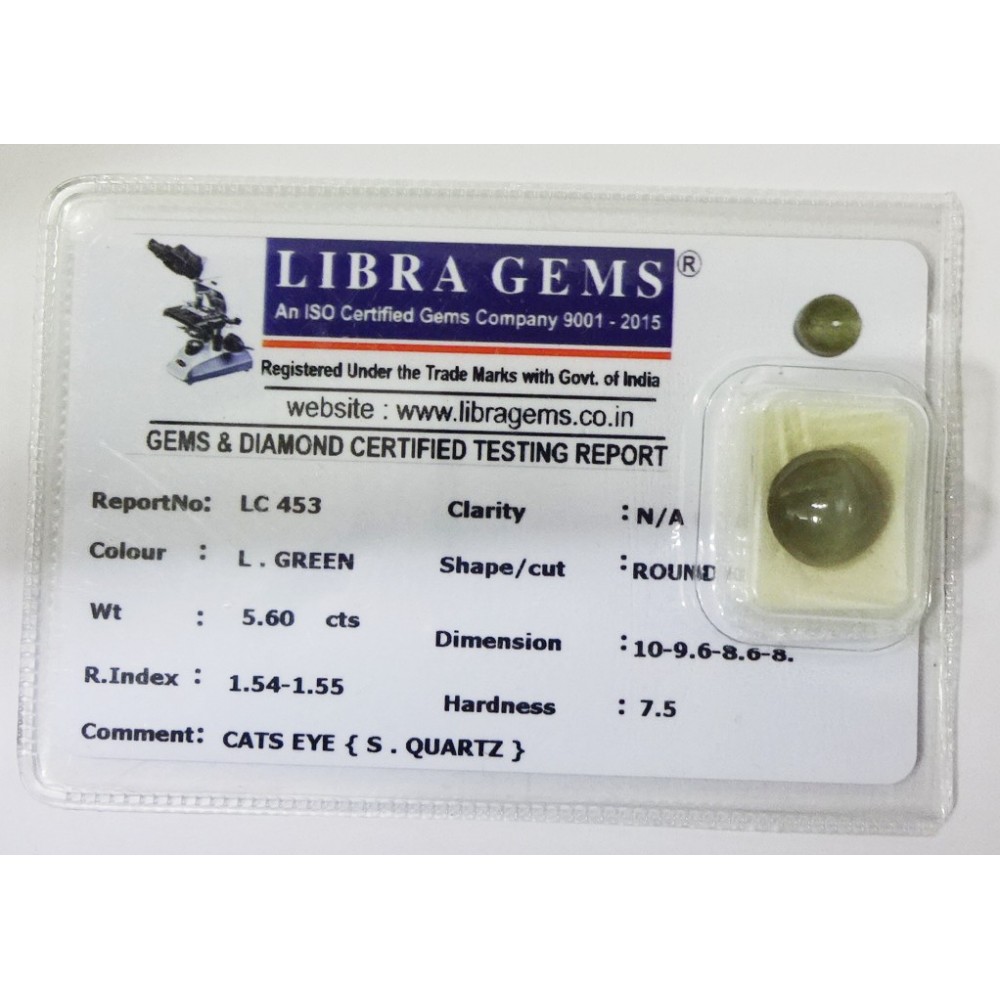 LIBRA GEMS ®
An ISO Certified Gems Company 9001 - 2015
Registered Under the Trade Marks with Govt. of India
website : www.libragems.co.in
GEMS & DIAMOND CERTIFIED TESTING REPORT
ReportNo: LC 453
Colour : L . GREEN
Wt : 5.60 cts
R.Index : 1.54-1.55
Comment: CATS EYE { S . QUARTZ }
Clarity : N/A
Shape/cut : ROUND
Dimension : 10-9.6-8.6-8.
Hardness : 7.5